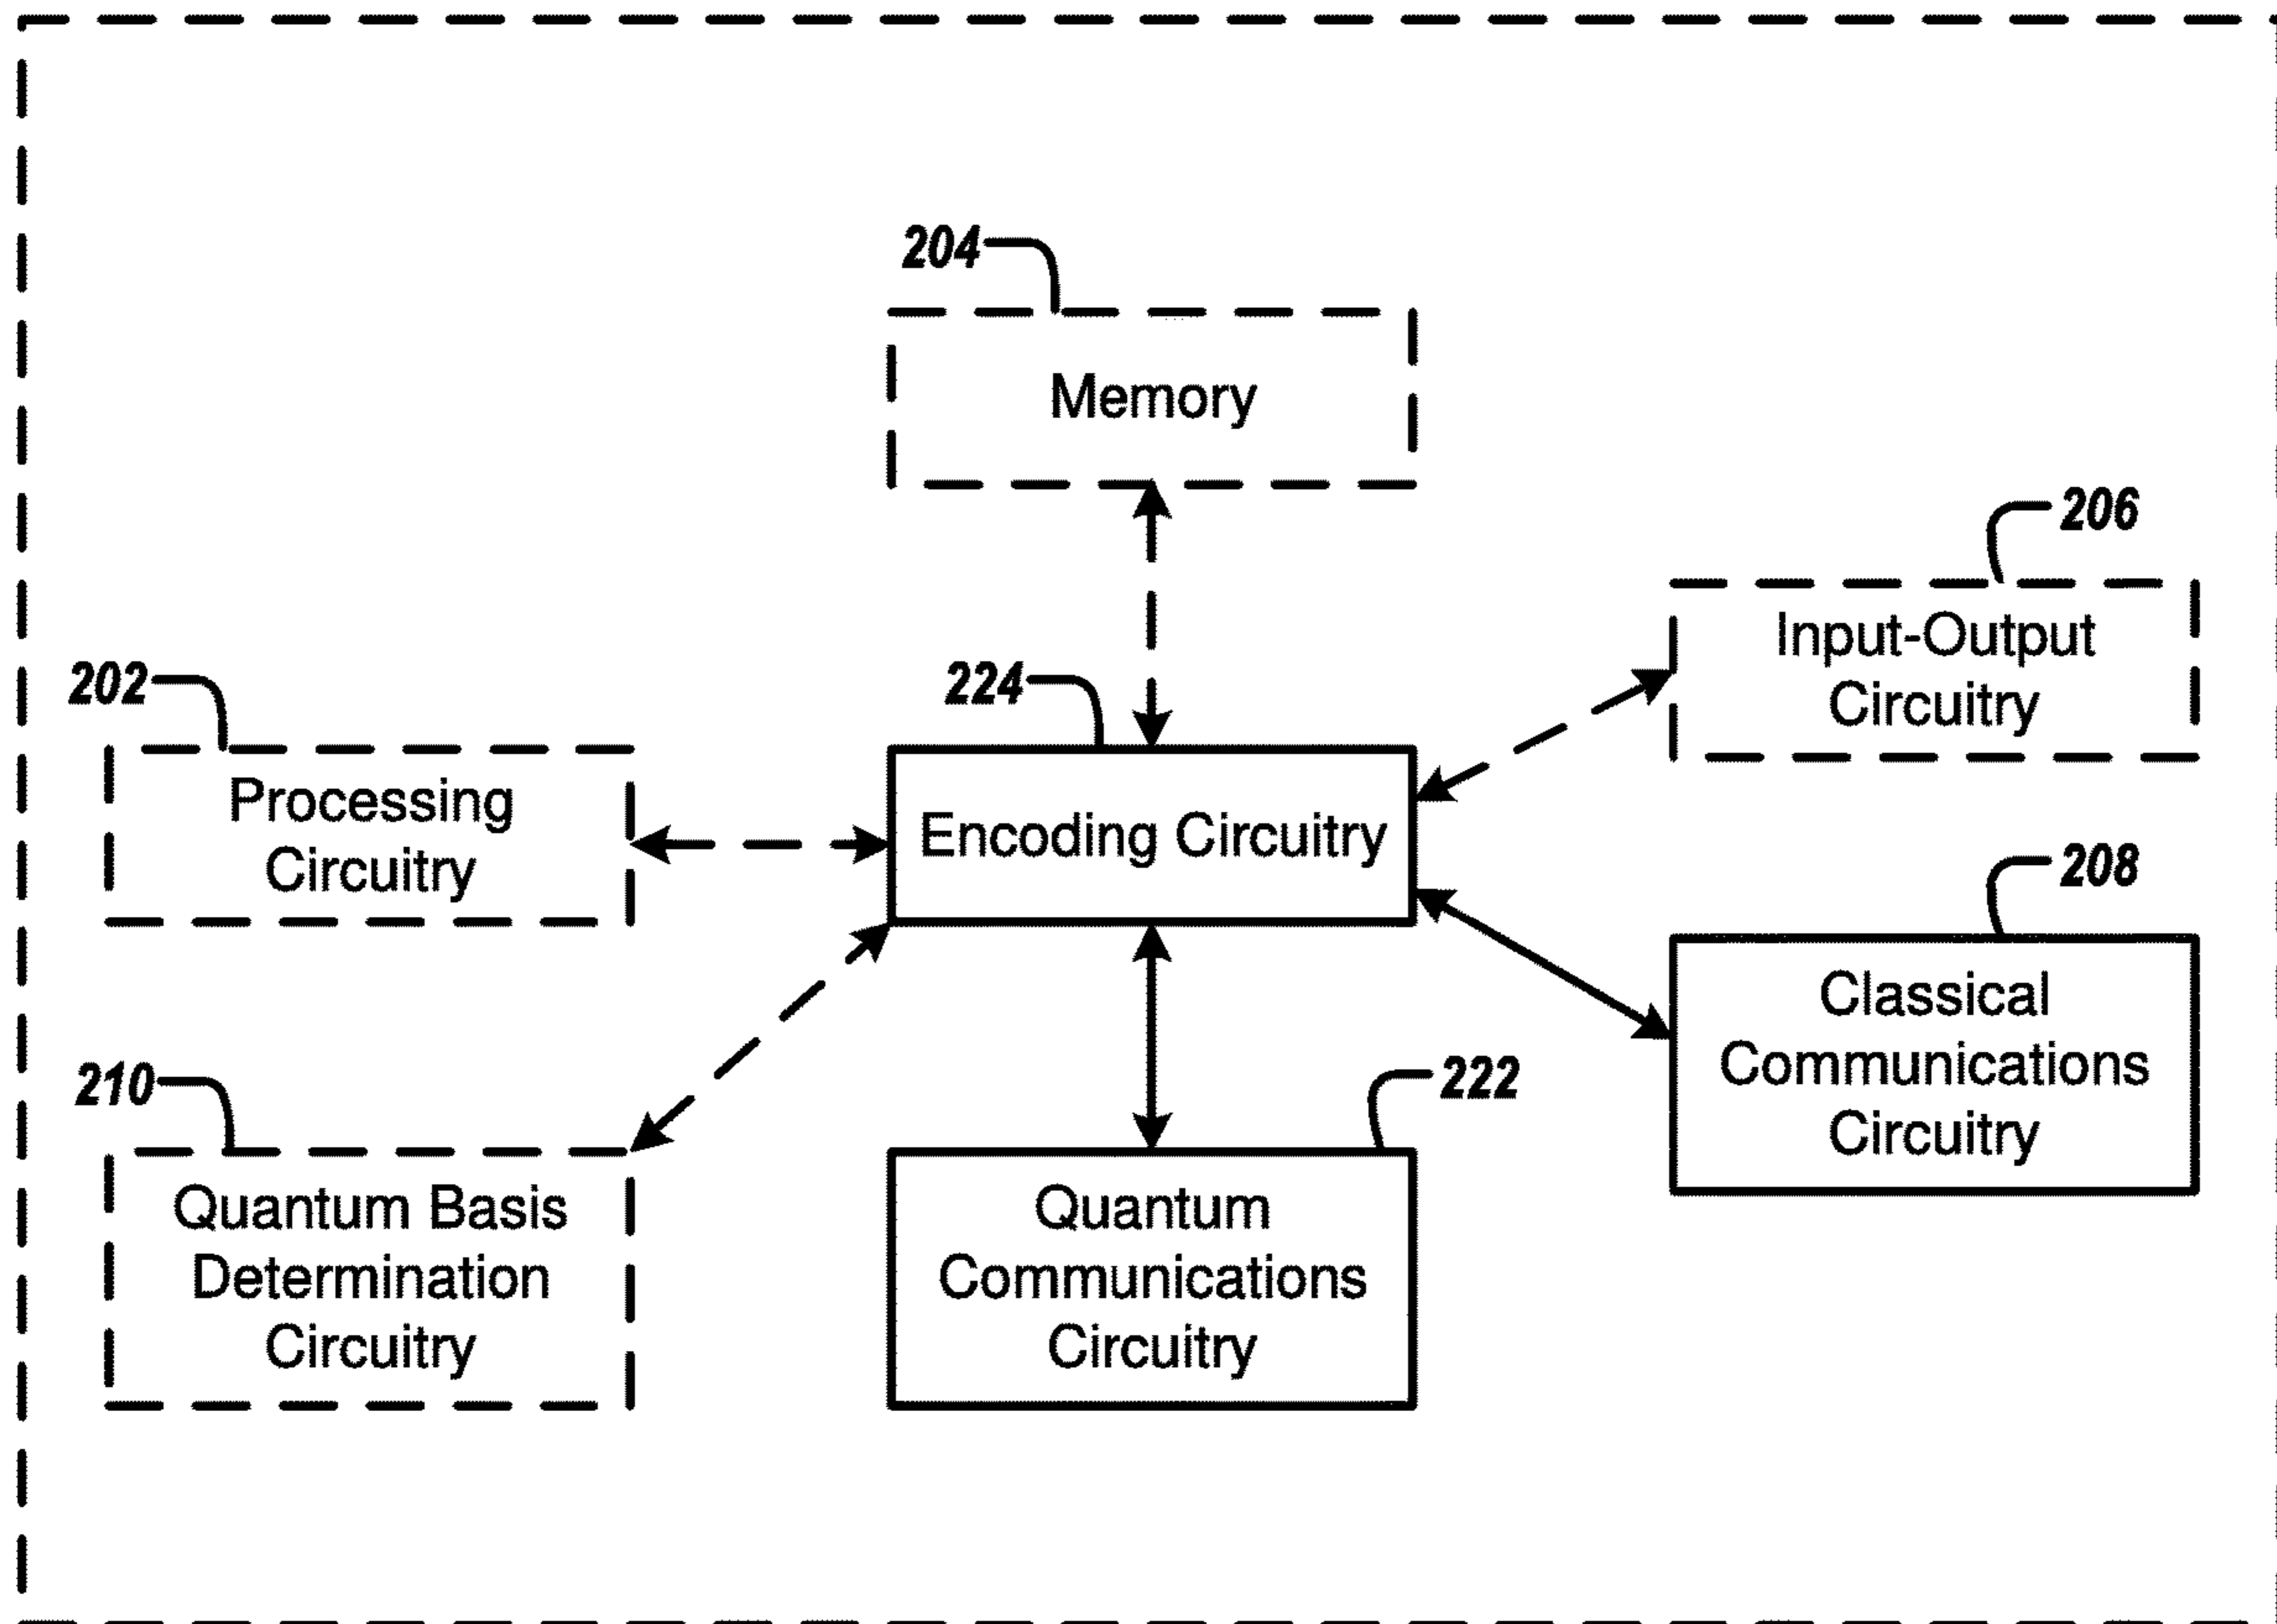 204
Memory
206
Input-Output
Circuitry
202
Processing
Circuitry
224
Encoding Circuitry
208
Classical
Communications
Circuitry
210
Quantum Basis
Determination
Circuitry
222
Quantum
Communications
Circuitry